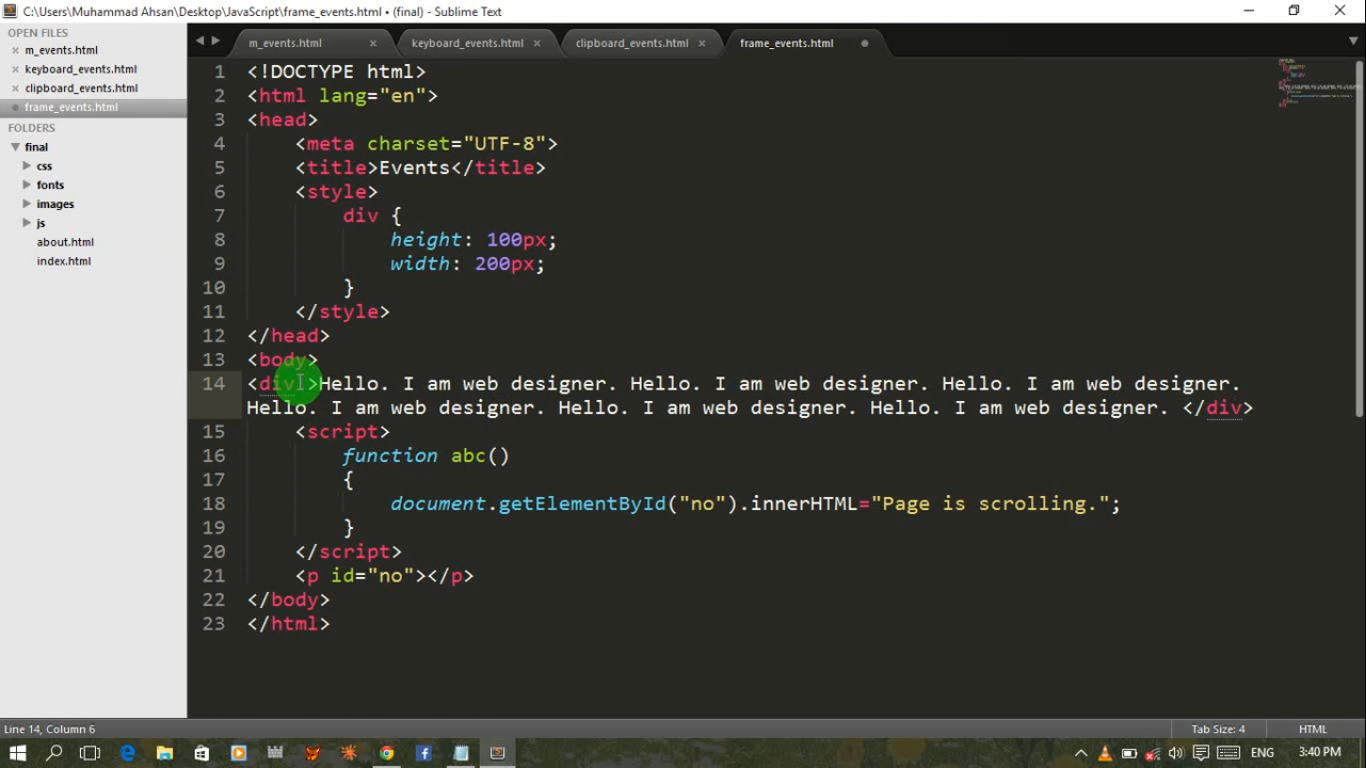 C:\Users\Muhammad Ahsan\Desktop\JavaScript\frame_events.html • (final) - Sublime Text
OPEN FILES
m_events.html
keyboard_events.html
clipboard_events.html
frame_events.html
FOLDERS
final
css
fonts
images
js
about.html
index.html
m_events.html keyboard_events.html clipboard_events.html frame_events.html
1 <!DOCTYPE html>
2 <html lang="en">
3 <head>
4 <meta charset="UTF-8">
5 <title>Events</title>
6 <style>
7 div {
8 height: 100px;
9 width: 200px;
10 }
11 </style>
12 </head>
13 <body>
14 <div >Hello. I am web designer. Hello. I am web designer. Hello. I am web designer.
Hello. I am web designer. Hello. I am web designer. Hello. I am web designer. </div>
15 <script>
16 function abc()
17 {
18 document.getElementById("no").innerHTML="Page is scrolling.";
19 }
20 </script>
21 <p id="no"></p>
22 </body>
23 </html>
Line 14, Column 6 Tab Size: 4 HTML
ENG 3:40 PM